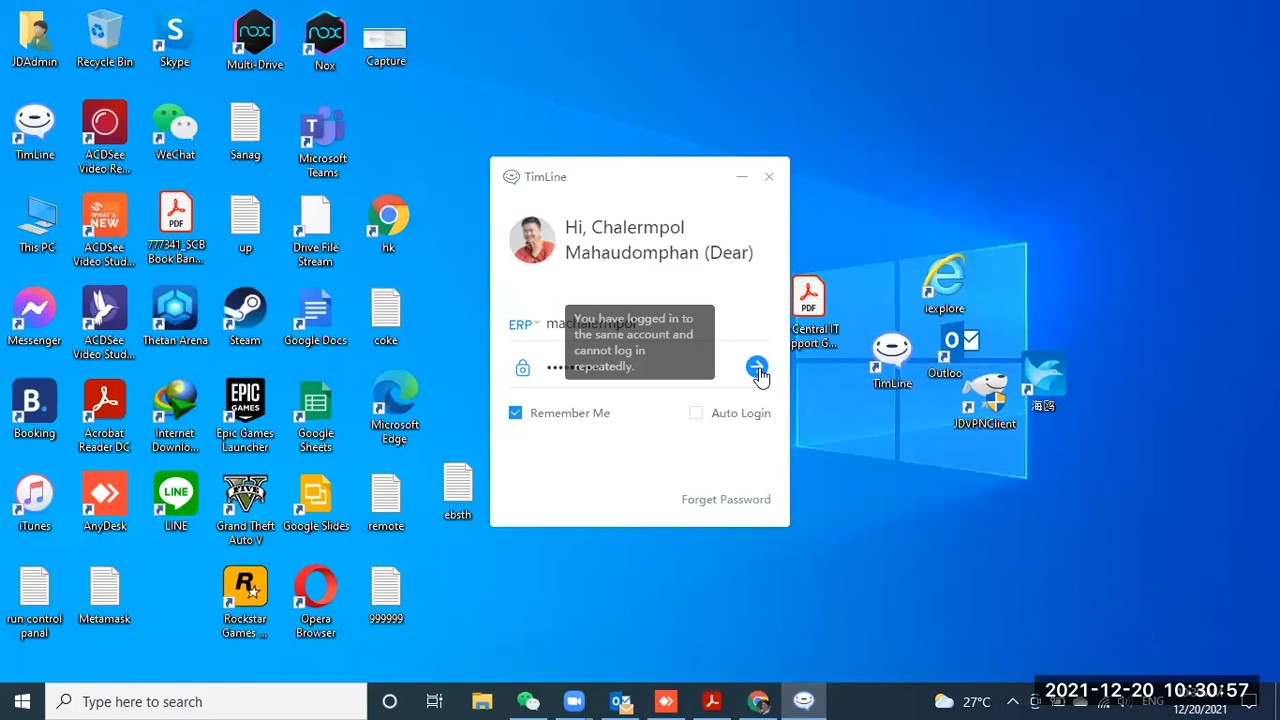 JDAdmin
Recycle Bin
Skype
Multi-Drive
Nox
Capture
TimLine
ACDSee
Video Re...
WeChat
Sanag
Microsoft
Teams
This PC
ACDSee
Video Stud...
777341_SCB
Book Ban...
up
Drive File
Stream
hk
Messenger
ACDSee
Video Stud...
Thetan Arena
Steam
Google Docs
coke
Booking
Acrobat
Reader DC
Internet
Downlo...
Epic Games
Launcher
Google
Sheets
Microsoft
Edge
iTunes
AnyDesk
LINE
Grand Theft
Auto V
Google Slides
remote
ebsth
run control
panal
Metamask
Rockstar
Games ...
Opera
Browser
999999
TimLine
Hi, Chalermpol
Mahaudomphan (Dear)
ERP
You have logged in to
the same account and
cannot log in
repeatedly.
Remember Me
Auto Login
Forget Password
PDF
Central IT
iexplore
TimLine
Outloo
JDVPNClient
Type here to search
27°C
ENG
2021-12-20 10:30:57
12/20/2021